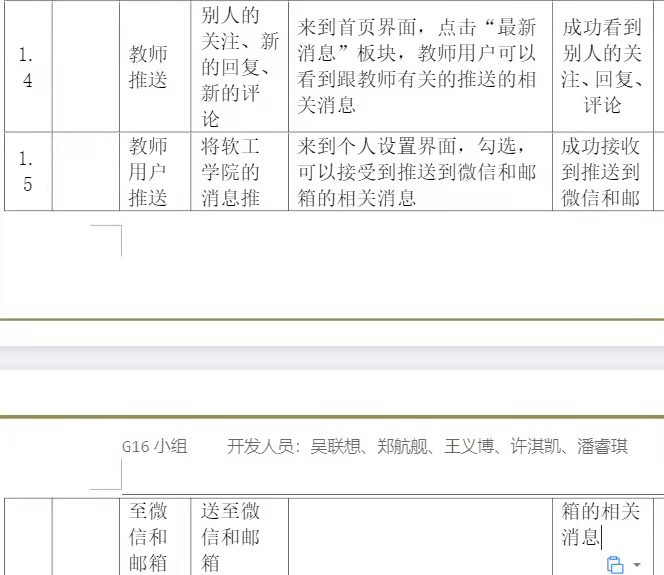 1.4
教师推送
别人的关注、新的回复、新的评论
来到首页界面，点击“最新消息”板块，教师用户可以看到跟教师有关的推送的相关消息
成功看到别人的关注、回复、评论
1.5
教师用户推送
将软工学院的消息推
来到个人设置界面，勾选，可以接受到推送到微信和邮箱的相关消息
成功接收到推送到微信和邮
G16 小组 开发人员：吴联想、郑航舰、王义博、许淇凯、潘睿琪
至微信和邮箱
送至微信和邮箱
箱的相关消息